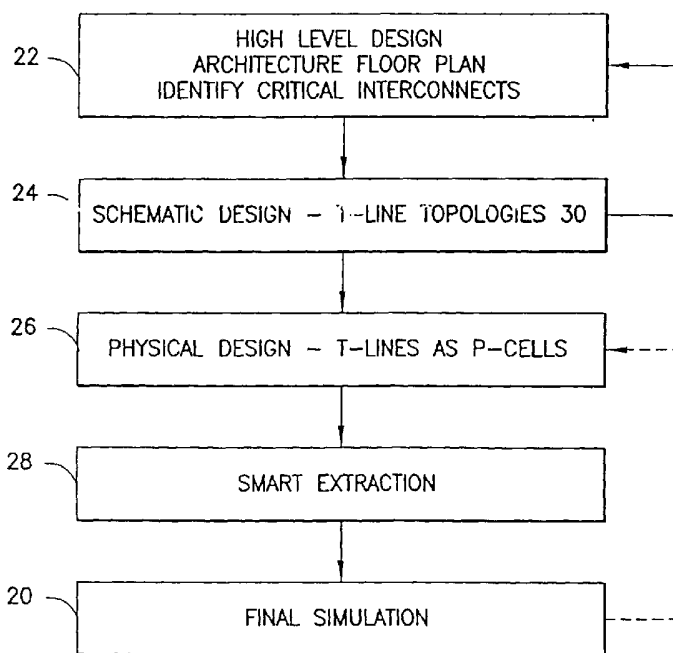 22
HIGH LEVEL DESIGN
ARCHITECTURE FLOOR PLAN
IDENTIFY CRITICAL INTERCONNECTS
24
SCHEMATIC DESIGN – T-LINE TOPOLOGIES 30
26
PHYSICAL DESIGN – T-LINES AS P-CELLS
28
SMART EXTRACTION
20
FINAL SIMULATION